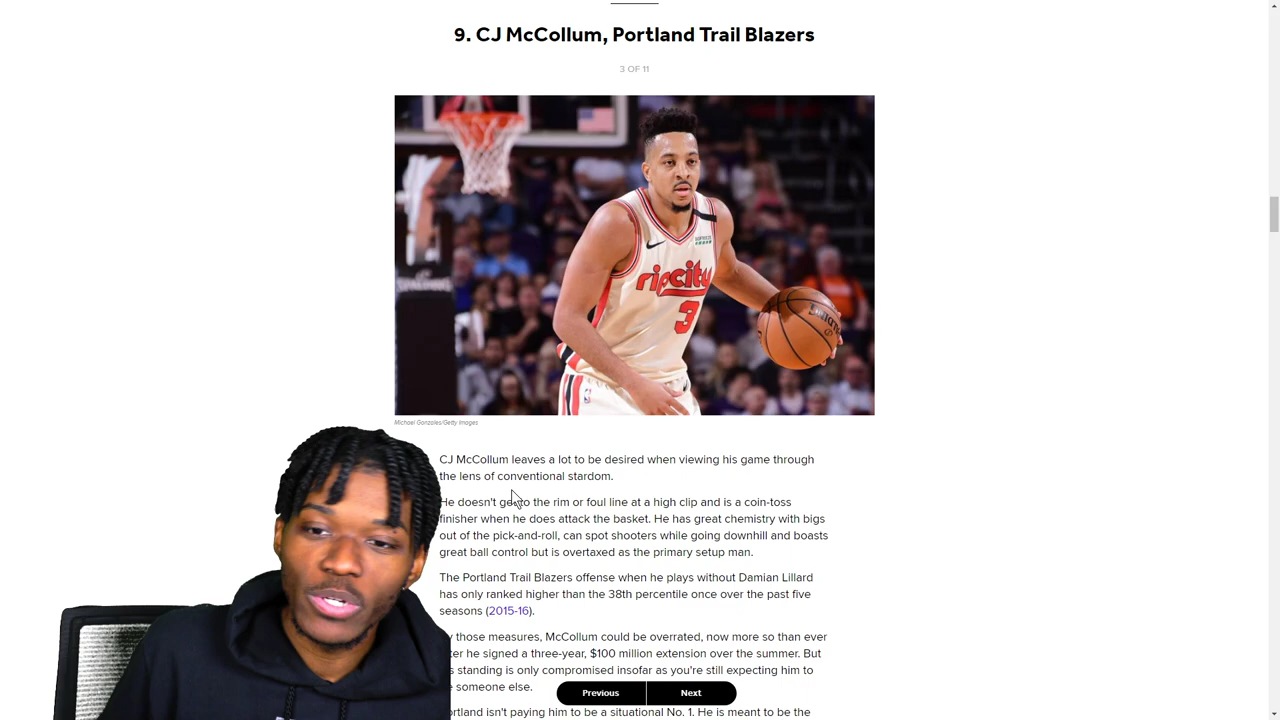 9. CJ McCollum, Portland Trail Blazers
3 OF 11
SPALDING
ripcity
3
SPALDING
Michael Gonzales/Getty Images
CJ McCollum leaves a lot to be desired when viewing his game through
the lens of conventional stardom.
He doesn't get to the rim or foul line at a high clip and is a coin-toss
finisher when he does attack the basket. He has great chemistry with bigs
out of the pick-and-roll, can spot shooters while going downhill and boasts
great ball control but is overtaxed as the primary setup man.
The Portland Trail Blazers offense when he plays without Damian Lillard
has only ranked higher than the 38th percentile once over the past five
seasons (2015-16).
those measures, McCollum could be overrated, now more so than ever
he signed a three-year, $100 million extension over the summer. But
standing is compromised insofar as you're still expecting him to
someone else.
Portland isn't paying him to be a situational No. 1. He is meant to be the
Previous
Next